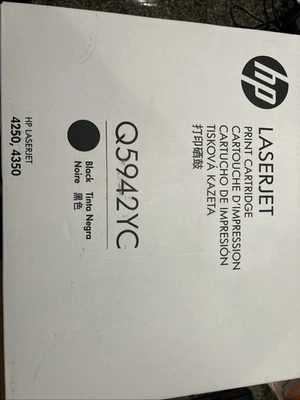 hp
LASERJET
PRINT CARTRIDGE
CARTOUCHE D'IMPRESSION
CARTUCHO DE IMPRESIÓN
TISKOVÁ KAZETA
打印硒鼓
Q5942YC
Black Tinta Negra
Noire 黑色
HP LASERJET
4250, 4350